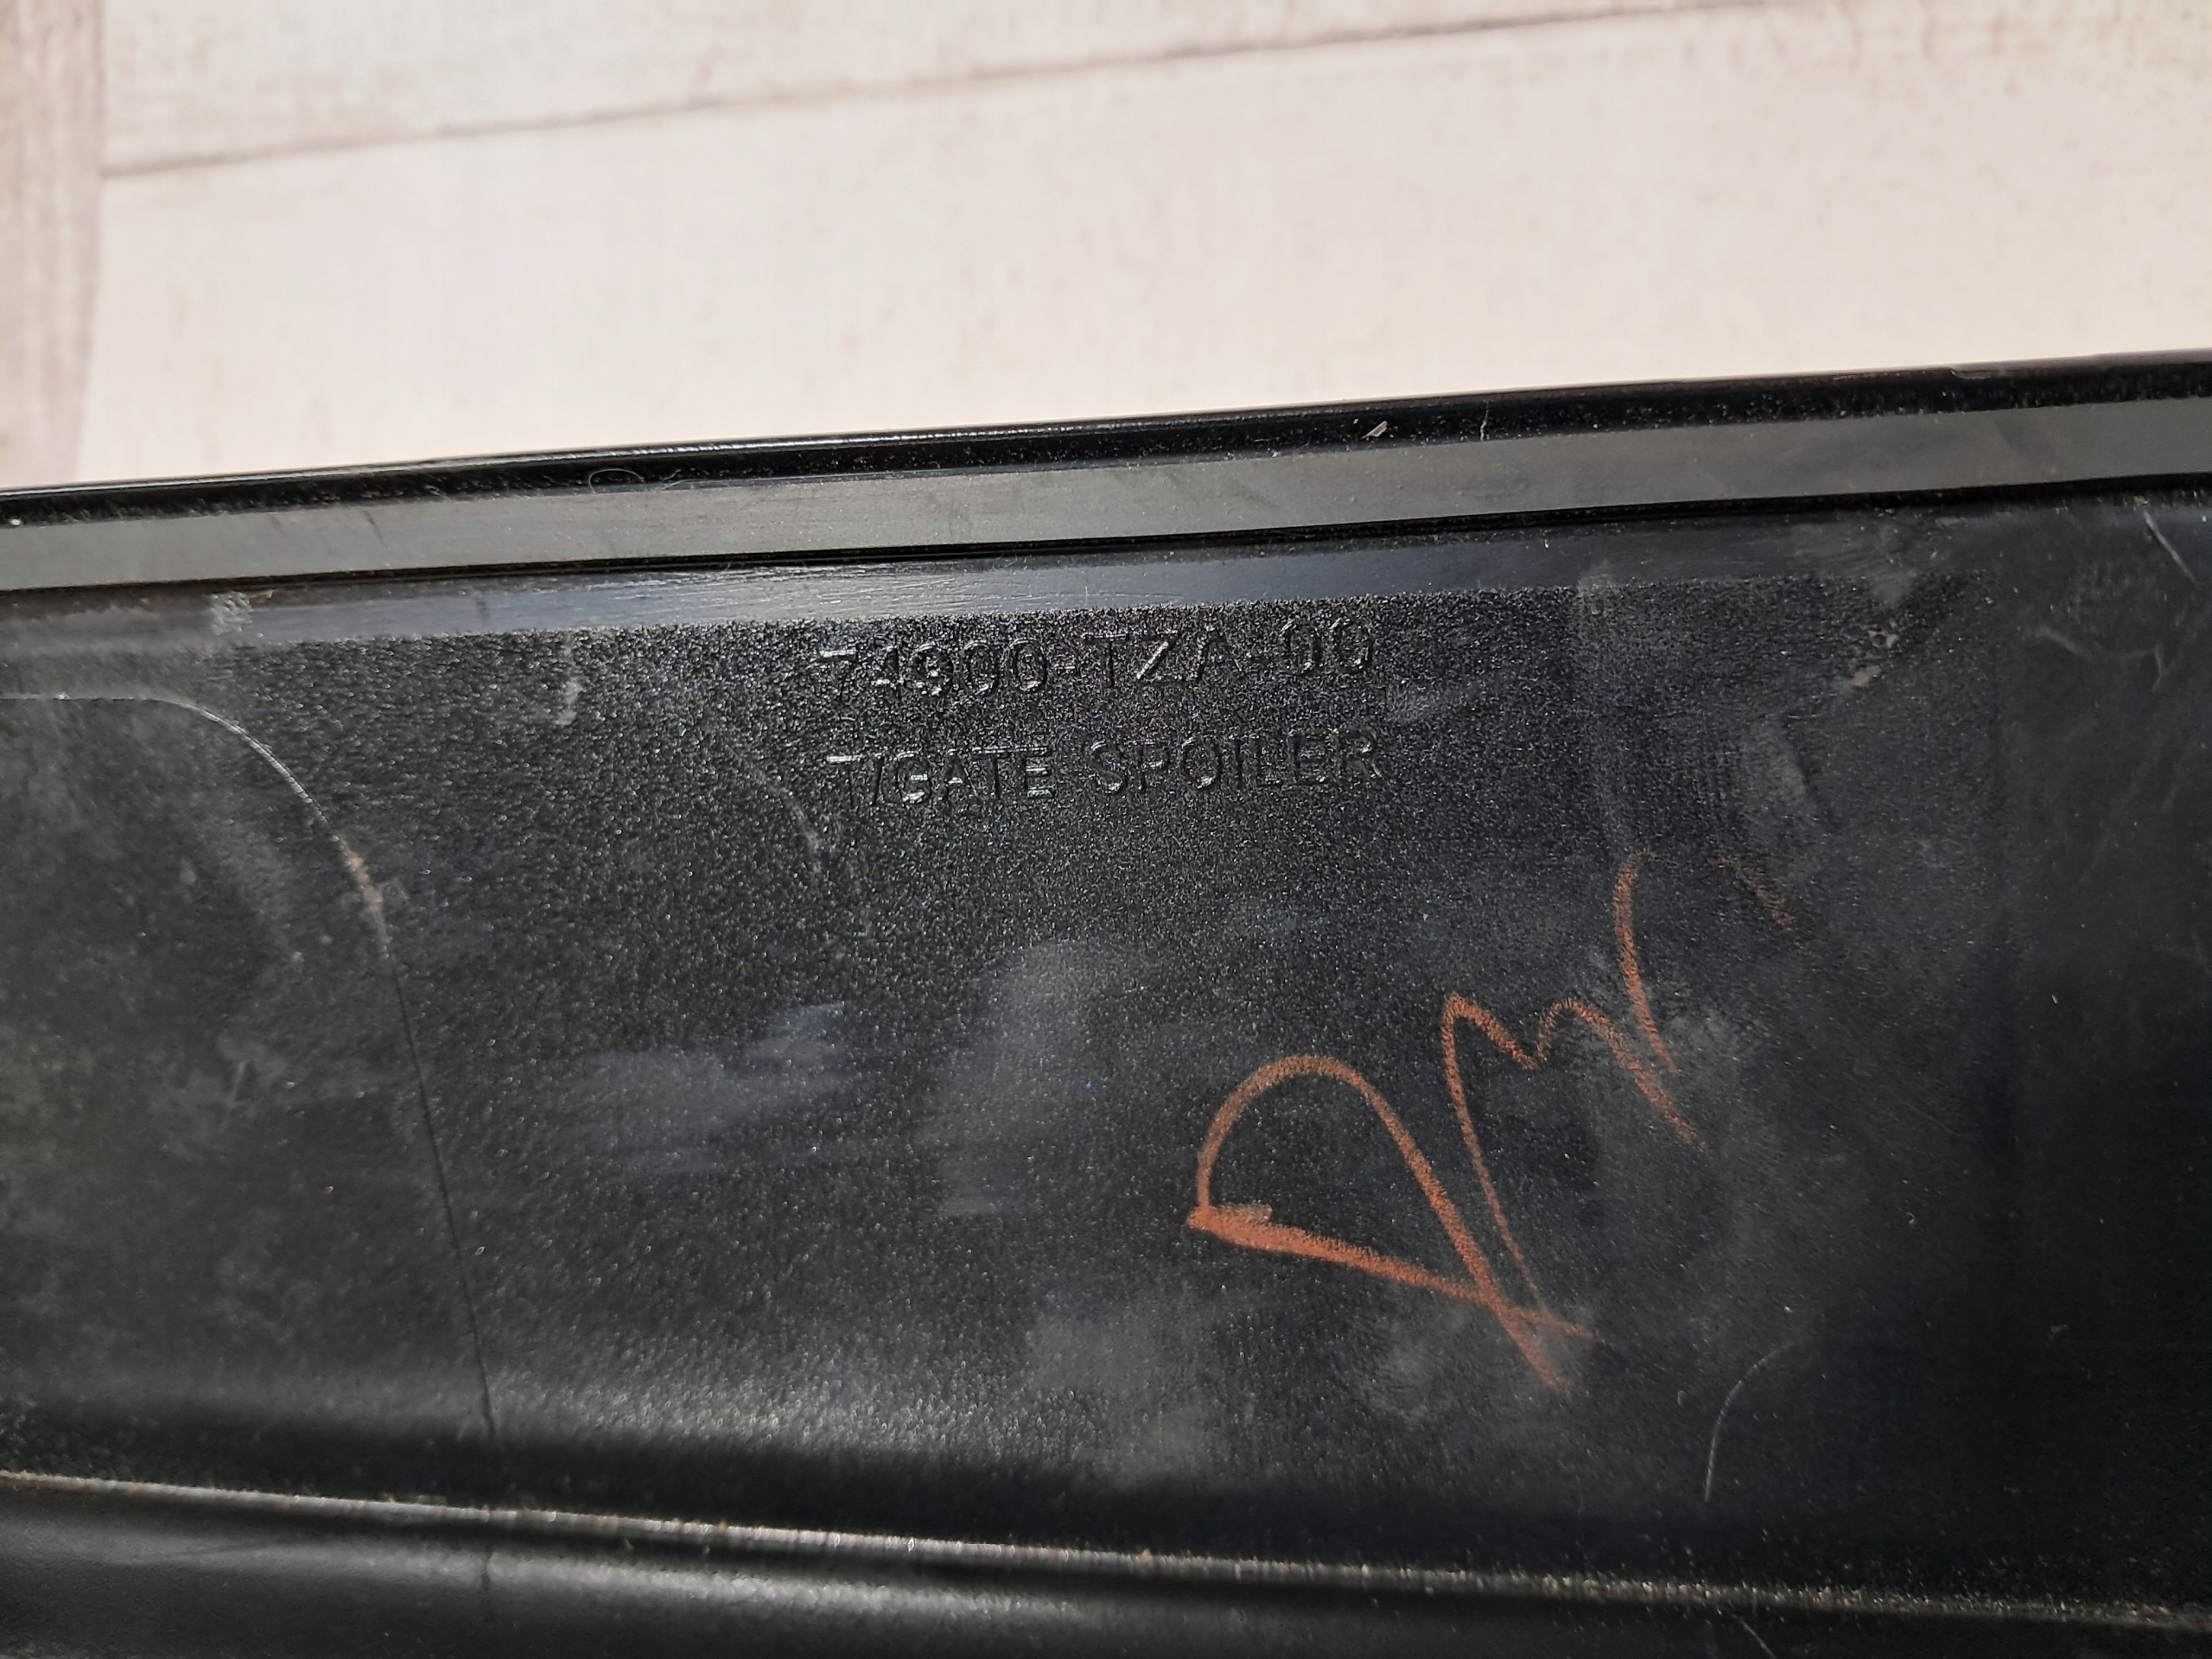 74900-TZA-00
T/GATE SPOILER